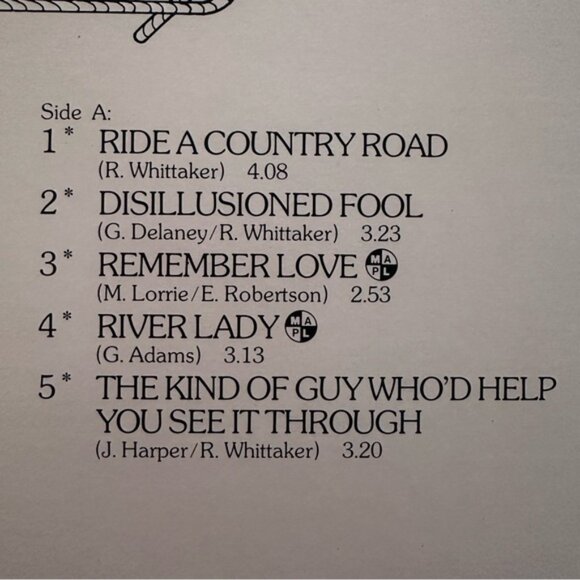 Side A:
1* RIDE A COUNTRY ROAD
(R. Whittaker) 4.08
2* DISILLUSIONED FOOL
(G. Delaney/R. Whittaker) 3.23
3* REMEMBER LOVE MAPL
(M. Lorrie/E. Robertson) 2.53
4* RIVER LADY MAPL
(G. Adams) 3.13
5* THE KIND OF GUY WHO'D HELP
YOU SEE IT THROUGH
(J. Harper/R. Whittaker) 3.20